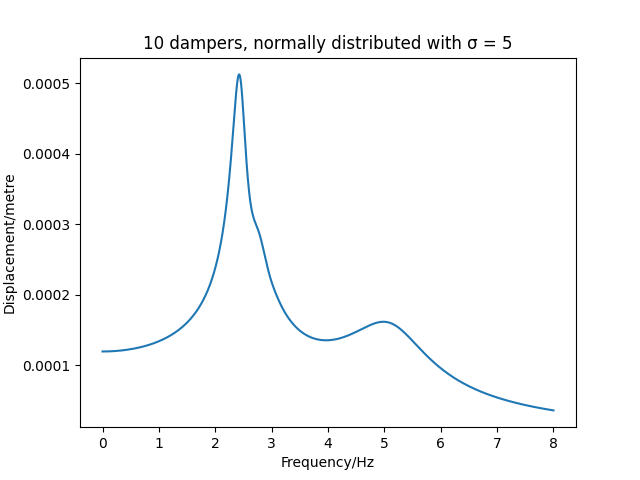 10 dampers, normally distributed with σ = 5
0.0005
0.0004
0.0003
0.0002
0.0001
Displacement/metre
0 1 2 3 4 5 6 7 8
Frequency/Hz